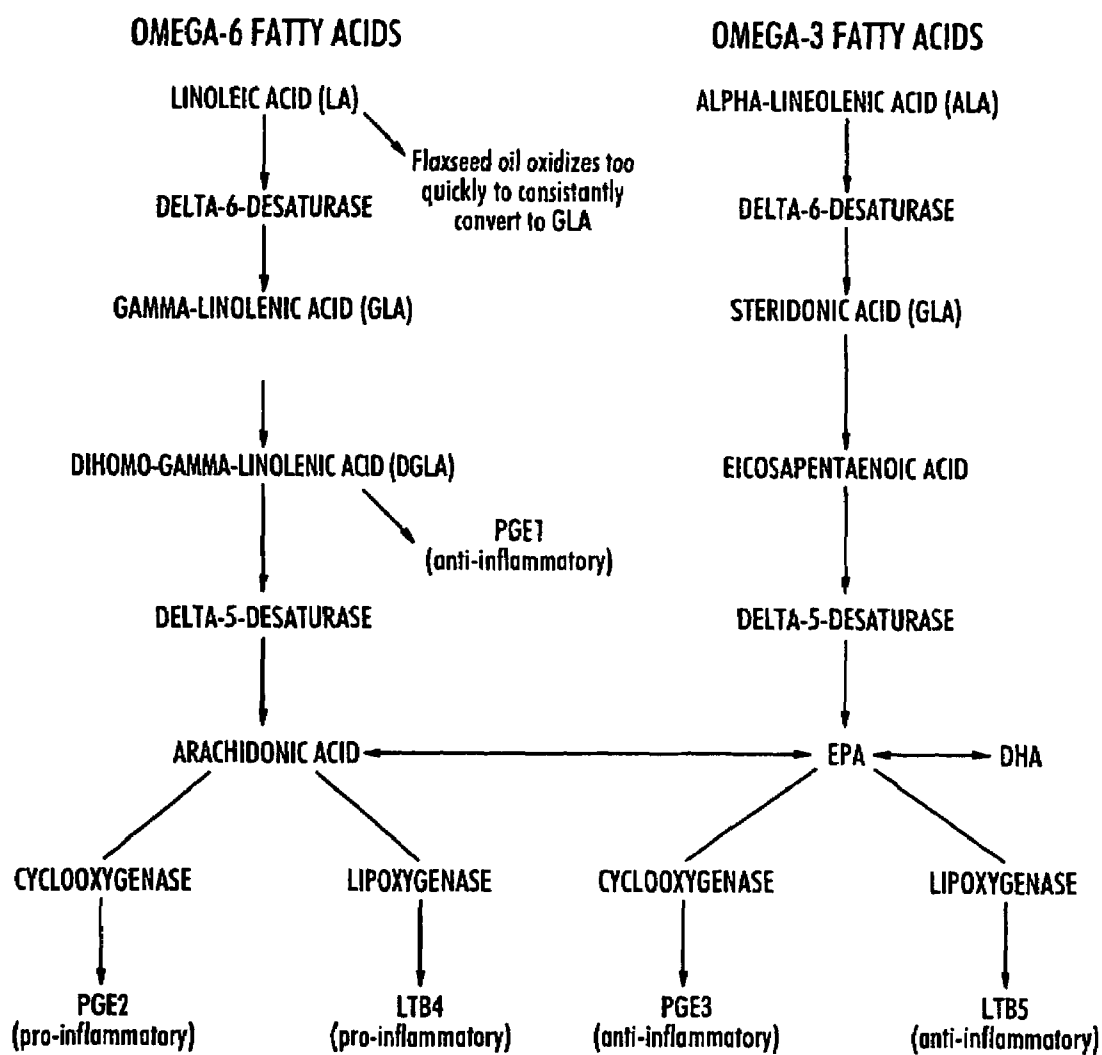 OMEGA-6 FATTY ACIDS
OMEGA-3 FATTY ACIDS
LINOLEIC ACID (LA)
ALPHA-LINEOLENIC ACID (ALA)
Flaxseed oil oxidizes too
quickly to consistantly
convert to GLA
DELTA-6-DESATURASE
DELTA-6-DESATURASE
GAMMA-LINOLENIC ACID (GLA)
STERIDONIC ACID (GLA)
DIHOMO-GAMMA-LINOLENIC ACID (DGLA)
EICOSAPENTAENOIC ACID
PGE1
(anti-inflammatory)
DELTA-5-DESATURASE
DELTA-5-DESATURASE
ARACHIDONIC ACID
EPA
DHA
CYCLOOXYGENASE
LIPOXYGENASE
CYCLOOXYGENASE
LIPOXYGENASE
PGE2
(pro-inflammatory)
LTB4
(pro-inflammatory)
PGE3
(anti-inflammatory)
LTB5
(anti-inflammatory)